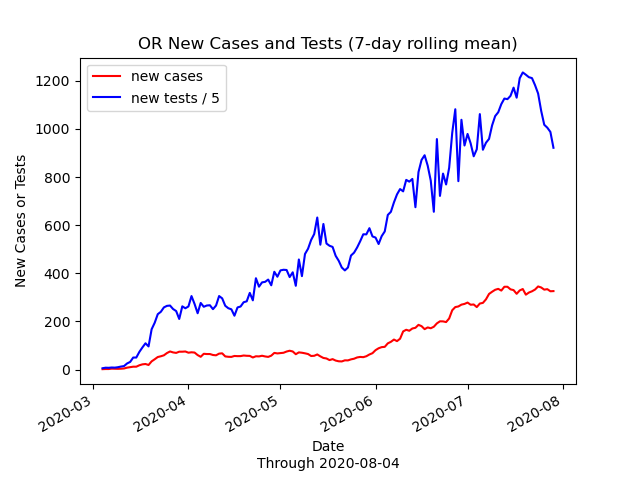 OR New Cases and Tests (7-day rolling mean)
new cases
new tests / 5
New Cases or Tests
1200
1000
800
600
400
200
0
2020-03
2020-04
2020-05
2020-06
2020-07
2020-08
Date
Through 2020-08-04